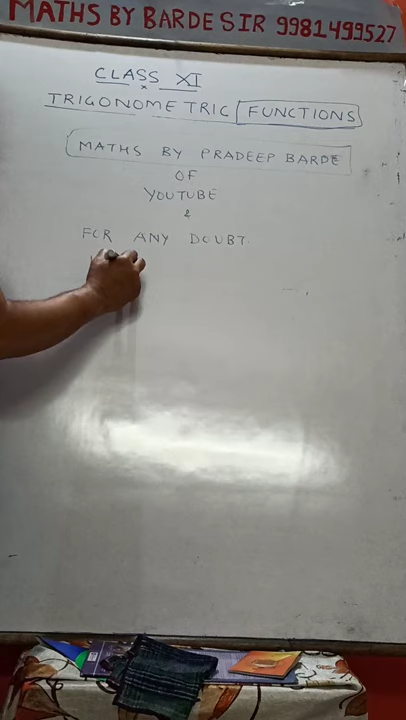 MATHS BY BARDE SIR 9981499527
CLASS XI
TRIGONOMETRIC FUNCTIONS
MATHS BY PRADEEP BARDE
OF
YOUTUBE
&
FOR ANY DOUBT